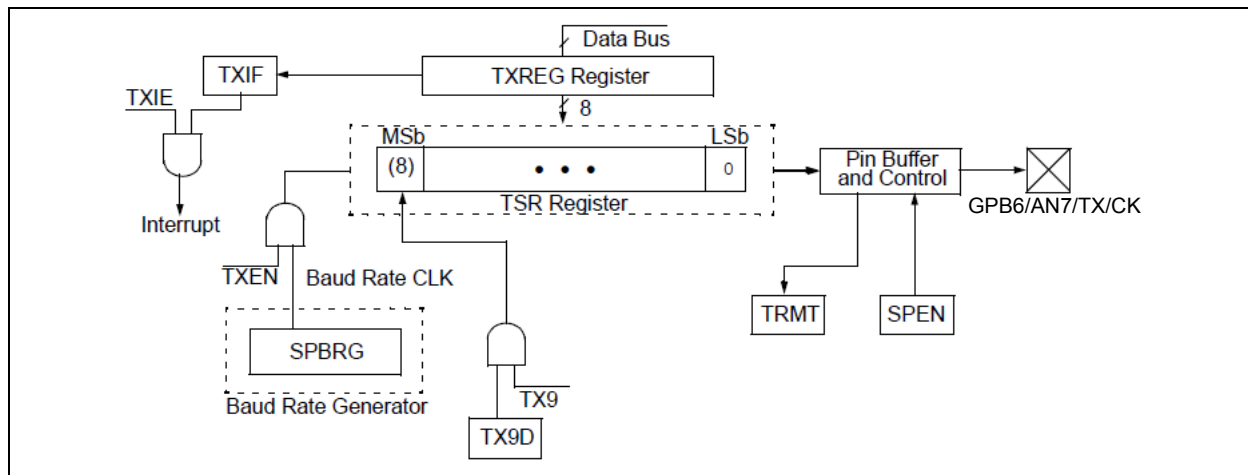 Data Bus
TXIF
TXREG Register
TXIE
8
MSb
LSb
(8)
• • •
0
Pin Buffer
and Control
TSR Register
GPB6/AN7/TX/CK
Interrupt
TXEN
Baud Rate CLK
TRMT
SPEN
SPBRG
TX9
Baud Rate Generator
TX9D